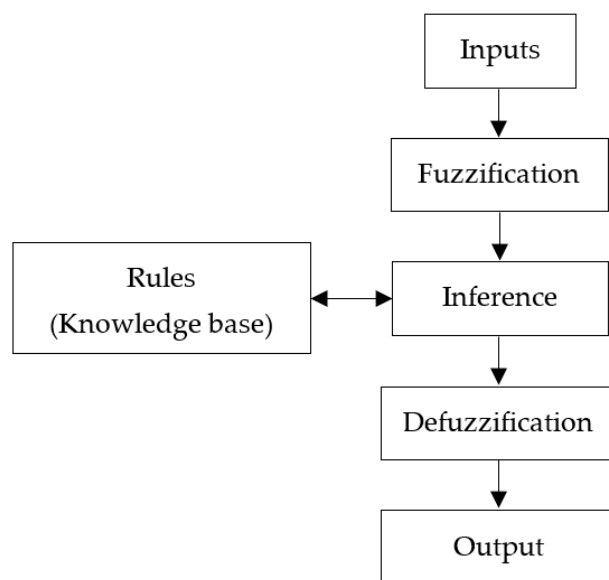 Inputs
Fuzzification
Rules
(Knowledge base)
Inference
Defuzzification
Output